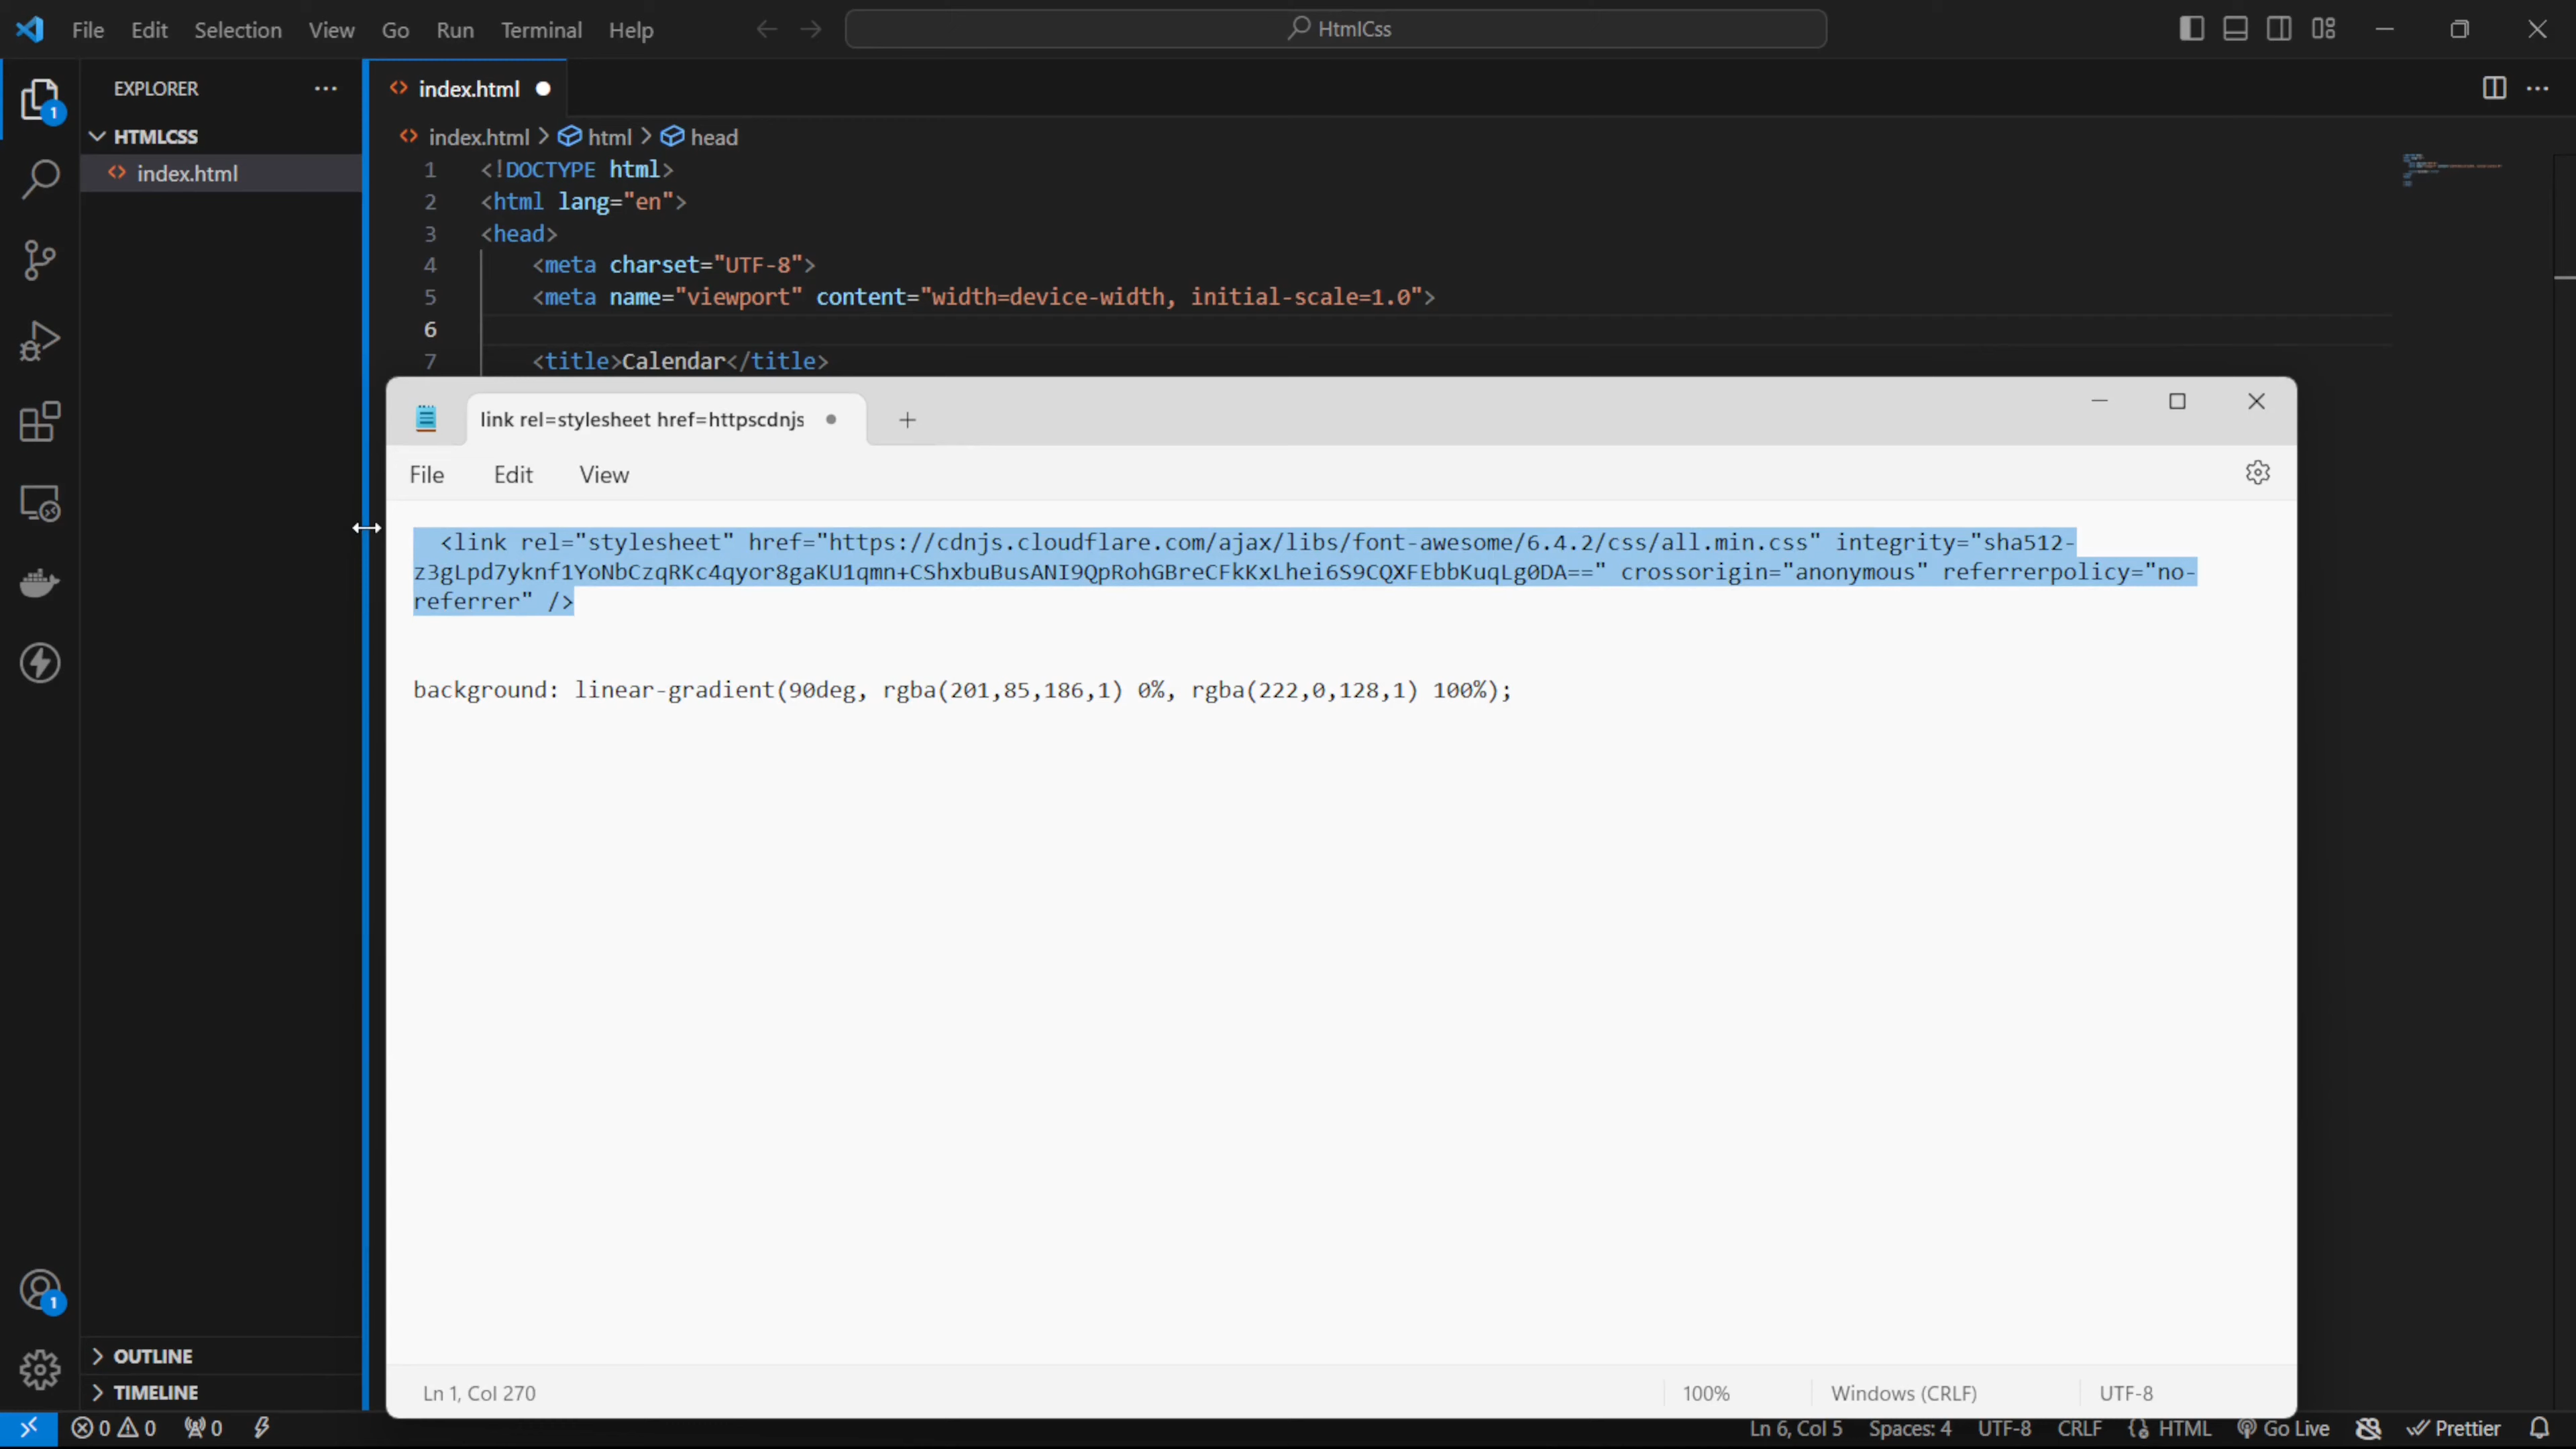 File Edit Selection View Go Run Terminal Help
HtmlCss
EXPLORER
index.html
1
HTMLCSS
index.html
index.html > html > head
1 <!DOCTYPE html>
2 <html lang="en">
3 <head>
4 <meta charset="UTF-8">
5 <meta name="viewport" content="width=device-width, initial-scale=1.0">
6
7 <title>Calendar</title>
link rel=stylesheet href=httpscdnjs
File Edit View
<link rel="stylesheet" href="https://cdnjs.cloudflare.com/ajax/libs/font-awesome/6.4.2/css/all.min.css" integrity="sha512-
z3gLpd7yknf1YoNbCzqRKc4qyor8gaKU1qmn+CShxbuBusANI9QpRohGBreCFkKxLhei6S9CQXFEbbKuqLg0DA==" crossorigin="anonymous" referrerpolicy="no-
referrer" />
background: linear-gradient(90deg, rgba(201,85,186,1) 0%, rgba(222,0,128,1) 100%);
1
OUTLINE
TIMELINE
Ln 1, Col 270 100% Windows (CRLF) UTF-8
0 0 0 Ln 6, Col 5 Spaces: 4 UTF-8 CRLF HTML Go Live Prettier